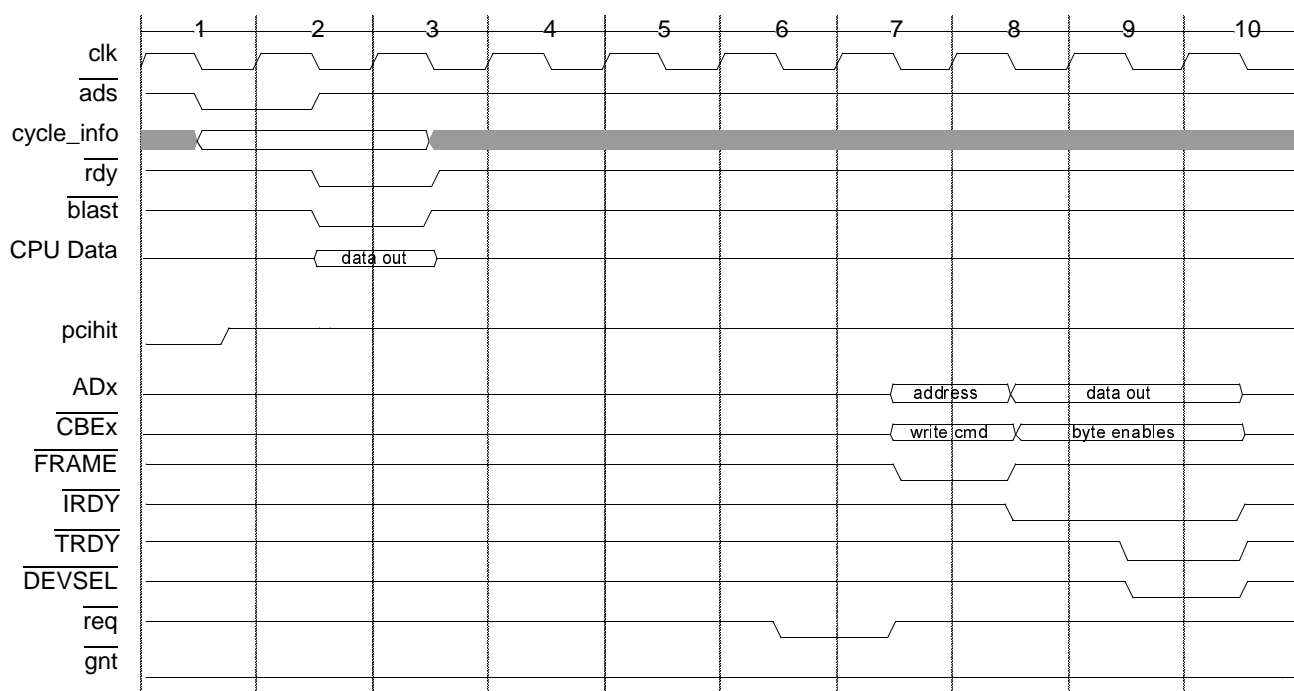 1 2 3 4 5 6 7 8 9 10
clk
ads
cycle_info
rdy
blast
CPU Data
data out
pcihit
ADx
address data out
CBEx
write cmd byte enables
FRAME
IRDY
TRDY
DEVSEL
req
gnt